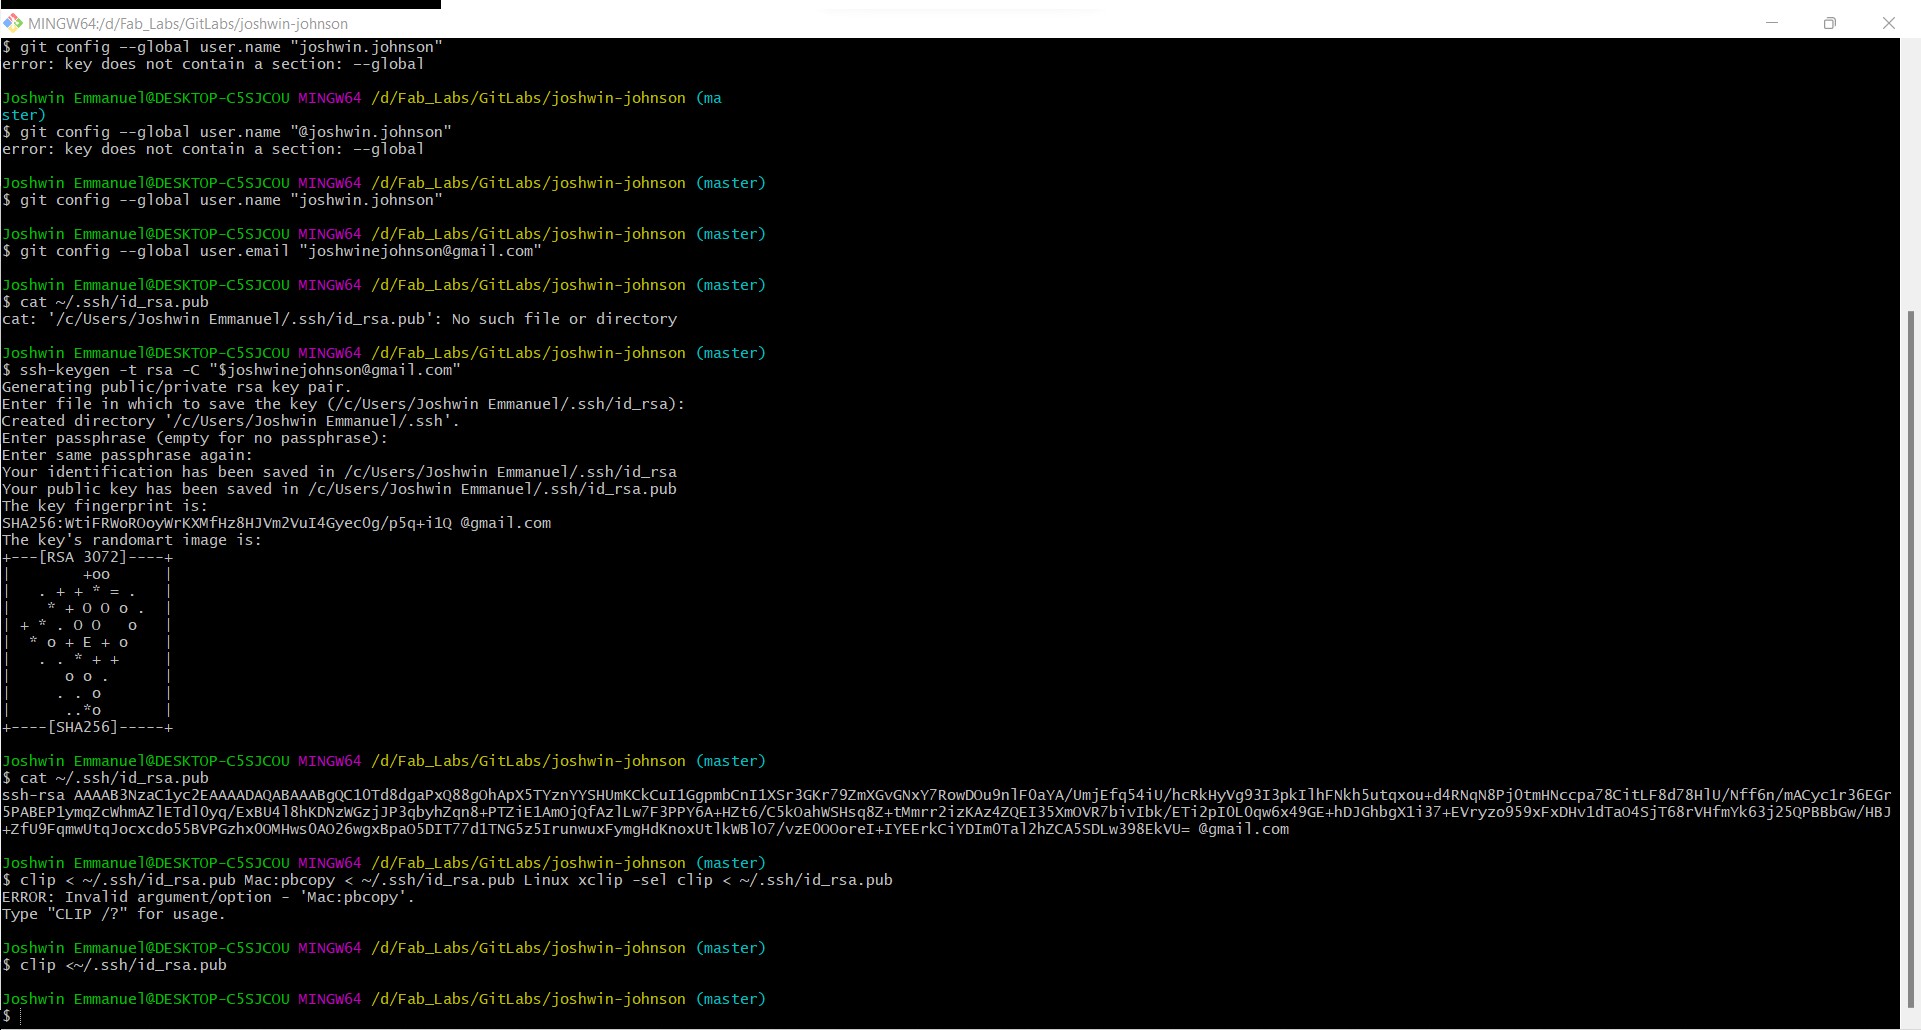 MINGW64:/d/Fab_Labs/GitLabs/joshwin-johnson
$ git config --global user.name "joshwin.johnson"
error: key does not contain a section: --global
Joshwin Emmanuel@DESKTOP-C5SJCOU MINGW64 /d/Fab_Labs/GitLabs/joshwin-johnson (ma
ster)
$ git config --global user.name "@joshwin.johnson"
error: key does not contain a section: --global
Joshwin Emmanuel@DESKTOP-C5SJCOU MINGW64 /d/Fab_Labs/GitLabs/joshwin-johnson (master)
$ git config --global user.name "joshwin.johnson"
Joshwin Emmanuel@DESKTOP-C5SJCOU MINGW64 /d/Fab_Labs/GitLabs/joshwin-johnson (master)
$ git config --global user.email "joshwinejohnson@gmail.com"
Joshwin Emmanuel@DESKTOP-C5SJCOU MINGW64 /d/Fab_Labs/GitLabs/joshwin-johnson (master)
$ cat ~/.ssh/id_rsa.pub
cat: '/c/Users/Joshwin Emmanuel/.ssh/id_rsa.pub': No such file or directory
Joshwin Emmanuel@DESKTOP-C5SJCOU MINGW64 /d/Fab_Labs/GitLabs/joshwin-johnson (master)
$ ssh-keygen -t rsa -C "$joshwinejohnson@gmail.com"
Generating public/private rsa key pair.
Enter file in which to save the key (/c/Users/Joshwin Emmanuel/.ssh/id_rsa):
Created directory '/c/Users/Joshwin Emmanuel/.ssh'.
Enter passphrase (empty for no passphrase):
Enter same passphrase again:
Your identification has been saved in /c/Users/Joshwin Emmanuel/.ssh/id_rsa
Your public key has been saved in /c/Users/Joshwin Emmanuel/.ssh/id_rsa.pub
The key fingerprint is:
SHA256:WtiFRWoROoyWrKXMfHz8HJVm2VuI4GyecOg/p5q+i1Q @gmail.com
The key's randomart image is:
+---[RSA 3072]----+
|        +oo      |
|   . + + * = .   |
|    * + O O o .  |
| + * . O O   o   |
|  * o + E + o    |
|   . . * + +     |
|      o o .      |
|     . . o       |
|      ..*o       |
+----[SHA256]-----+
Joshwin Emmanuel@DESKTOP-C5SJCOU MINGW64 /d/Fab_Labs/GitLabs/joshwin-johnson (master)
$ cat ~/.ssh/id_rsa.pub
ssh-rsa AAAAB3NzaC1yc2EAAAADAQABAAABgQC1OTd8dgaPxQ88gOhApX5TYznYYSHUmKCkCuI1GgpmbCnI1XSr3GKr79ZmXGvGNxY7RowDOu9nlF0aYA/UmjEfq54iU/hcRkHyVg93I3pkIlhFNkh5utqxou+d4RNqN8Pj0tmHNccpa78CitLF8d78HlU/Nff6n/mACyc1r36EGr
5PABEP1ymqZcWhmAZlETdl0yq/ExBU4l8hKDNzWGzjJP3qbyhZqn8+PTZiE1AmOjQfAzlLw7F3PPY6A+HZt6/C5kOahWSHsq8Z+tMmrr2izKAz4ZQEI35XmOVR7bivIbk/ETi2pIOL0qw6x49GE+hDJGhbgX1i37+EVryzo959xFxDHv1dTaO4SjT68rVHfmYk63j25QPBBbGw/HBJ
+ZfU9FqmwUtqJocxcdo55BVPGzhxOOMHws0AO26wgxBpaO5DIT77d1TNG5z5IrunwuxFymgHdKnoxUtlkWBlO7/vzE0OOoreI+IYEErkCiYDIm0Tal2hZCA5SDLw398EkVU= @gmail.com
Joshwin Emmanuel@DESKTOP-C5SJCOU MINGW64 /d/Fab_Labs/GitLabs/joshwin-johnson (master)
$ clip < ~/.ssh/id_rsa.pub Mac:pbcopy < ~/.ssh/id_rsa.pub Linux xclip -sel clip < ~/.ssh/id_rsa.pub
ERROR: Invalid argument/option - 'Mac:pbcopy'.
Type "CLIP /?" for usage.
Joshwin Emmanuel@DESKTOP-C5SJCOU MINGW64 /d/Fab_Labs/GitLabs/joshwin-johnson (master)
$ clip <~/.ssh/id_rsa.pub
Joshwin Emmanuel@DESKTOP-C5SJCOU MINGW64 /d/Fab_Labs/GitLabs/joshwin-johnson (master)
$